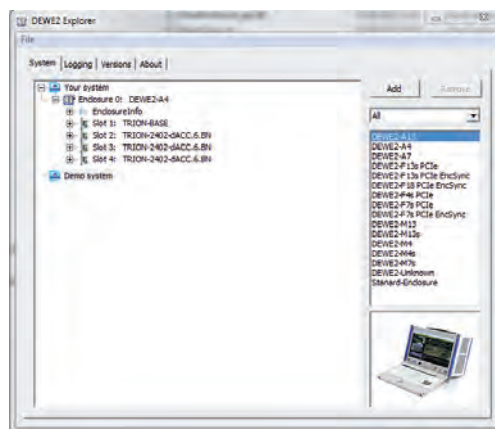 DEWE2 Explorer
File
System Logging Versions About
Your system
Enclosure 0: DEWE2-A4
EnclosureInfo
Slot 1: TRION-BASE
Slot 2: TRION-2402-dACC.6.BN
Slot 3: TRION-2402-dACC.6.BN
Slot 4: TRION-2402-dACC.6.BN
Demo system
Add Remove
All
DEWE2-A13
DEWE2-A4
DEWE2-A7
DEWE2-F13s PCIe
DEWE2-F13s PCIe EncSync
DEWE2-F18 PCIe EncSync
DEWE2-F4s PCIe
DEWE2-F7s PCIe
DEWE2-F7s PCIe EncSync
DEWE2-M13
DEWE2-M13s
DEWE2-M4
DEWE2-M4s
DEWE2-M7s
DEWE2-Unknown
Stanard-Enclosure